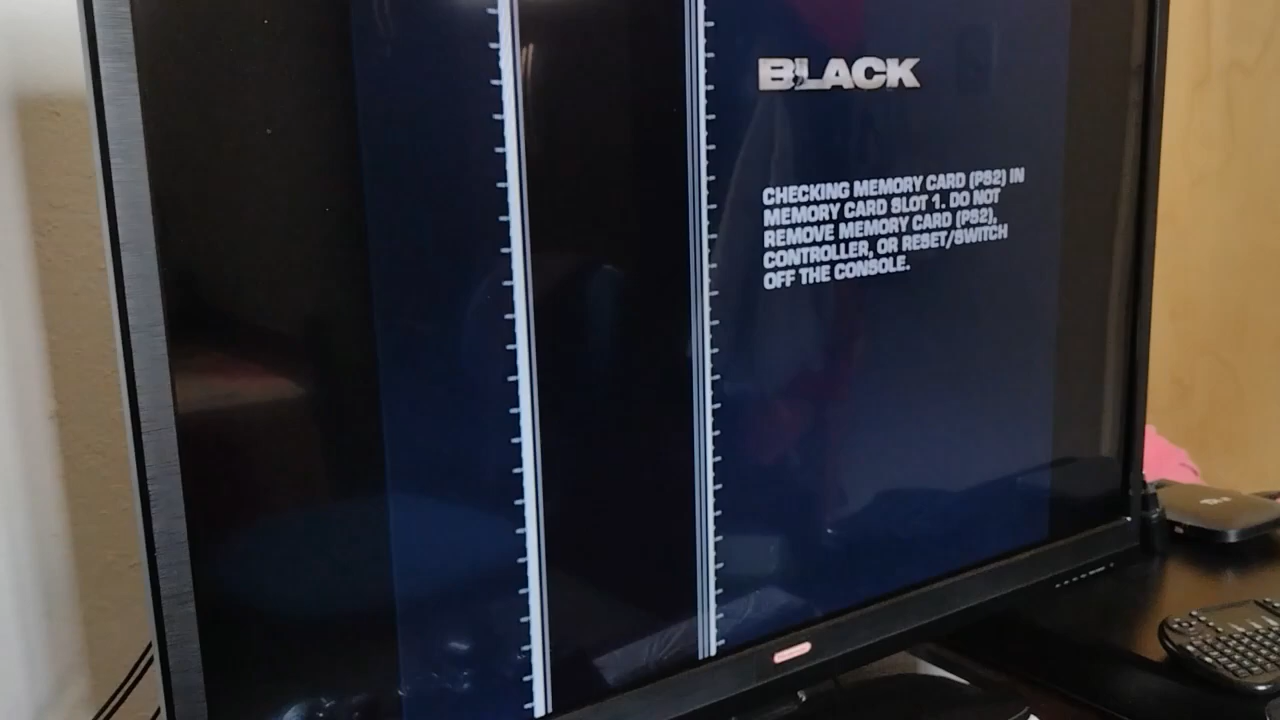 BLACK
CHECKING MEMORY CARD (PS2) IN
MEMORY CARD SLOT 1. DO NOT
REMOVE MEMORY CARD (PS2),
CONTROLLER, OR RESET/SWITCH
OFF THE CONSOLE.